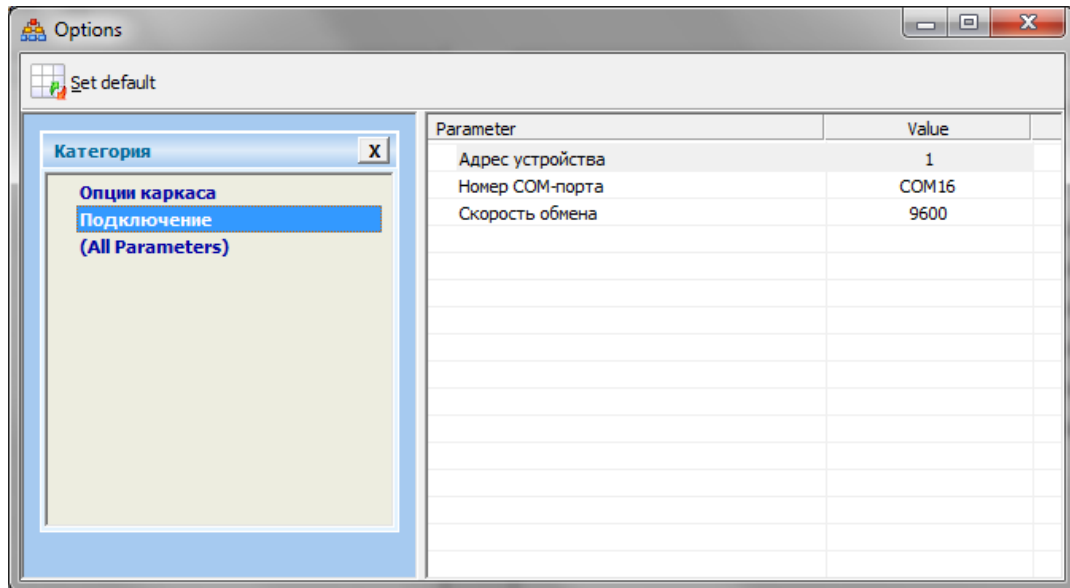 Options
Set default
Категория X
Опции каркаса
Подключение
(All Parameters)
Parameter Value
Адрес устройства 1
Номер COM-порта COM16
Скорость обмена 9600